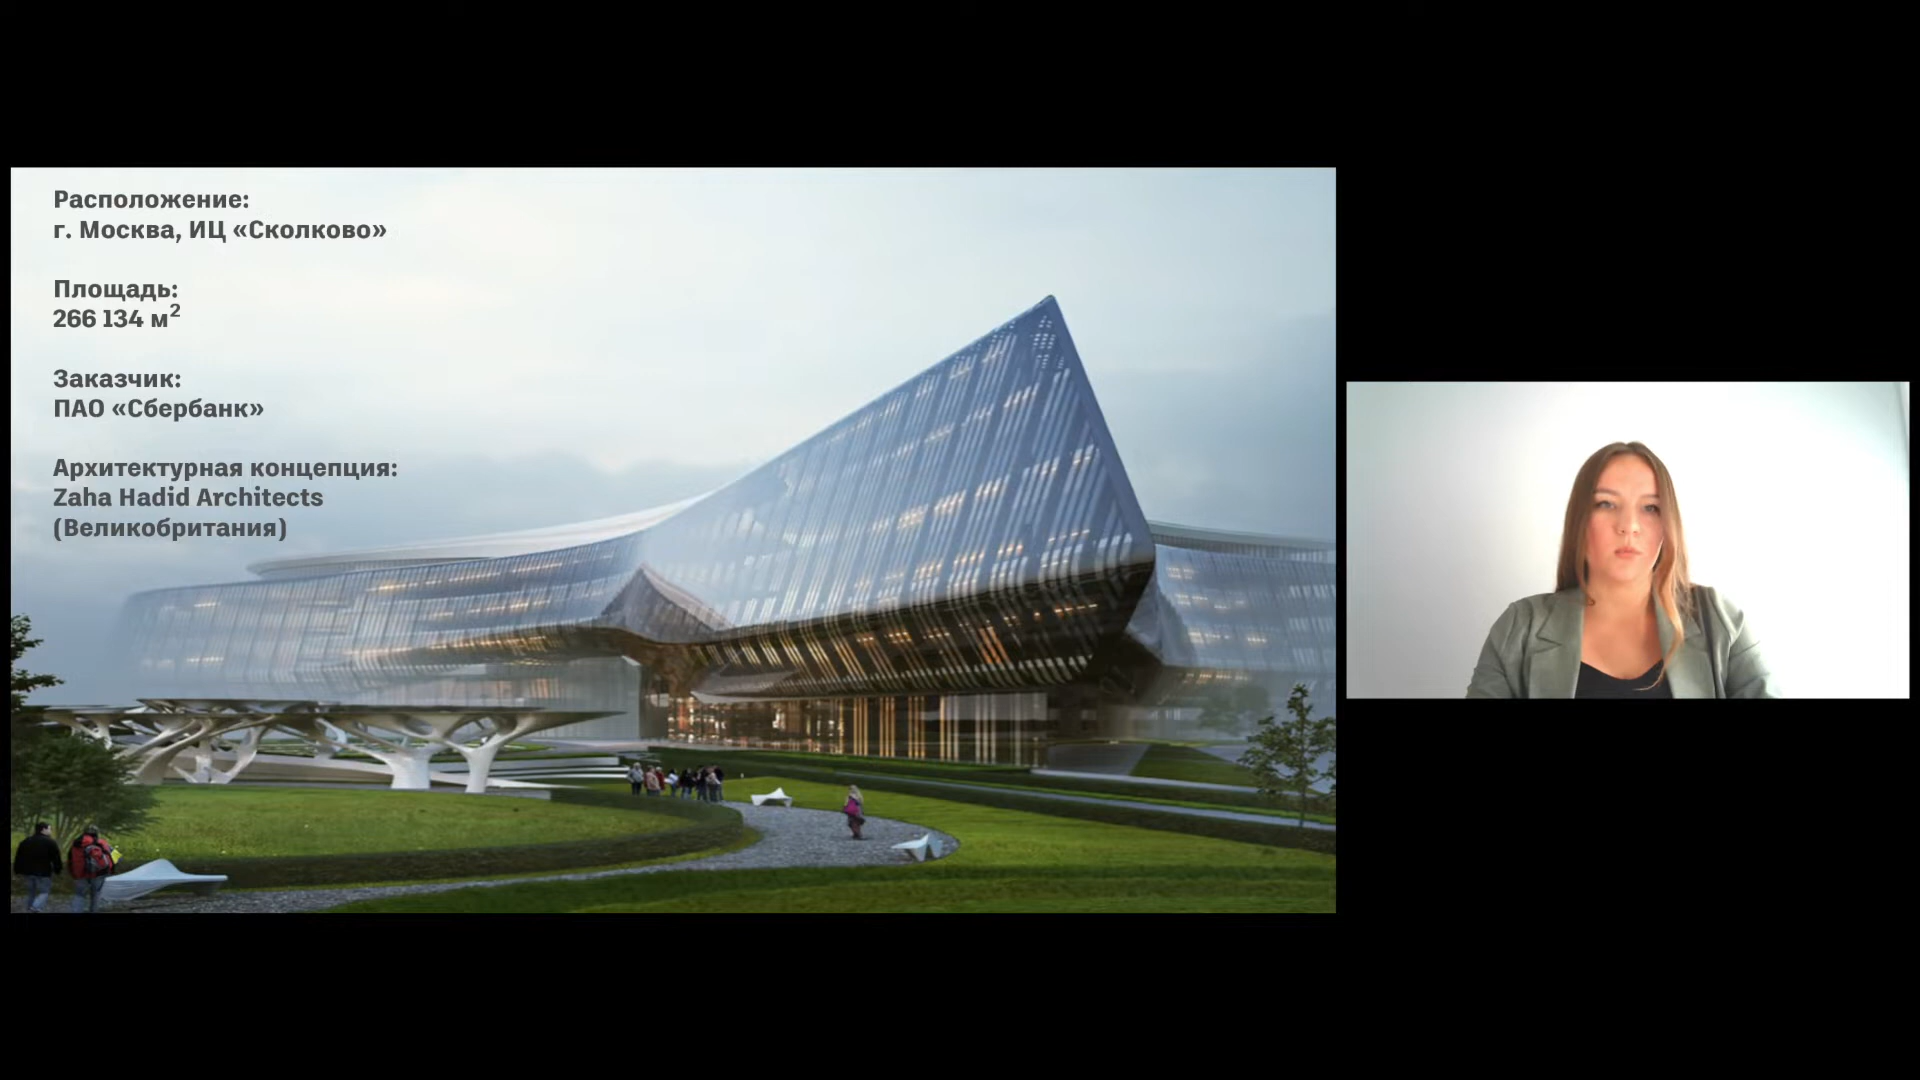 Расположение:
г. Москва, ИЦ «Сколково»
Площадь:
266 134 м²
Заказчик:
ПАО «Сбербанк»
Архитектурная концепция:
Zaha Hadid Architects
(Великобритания)